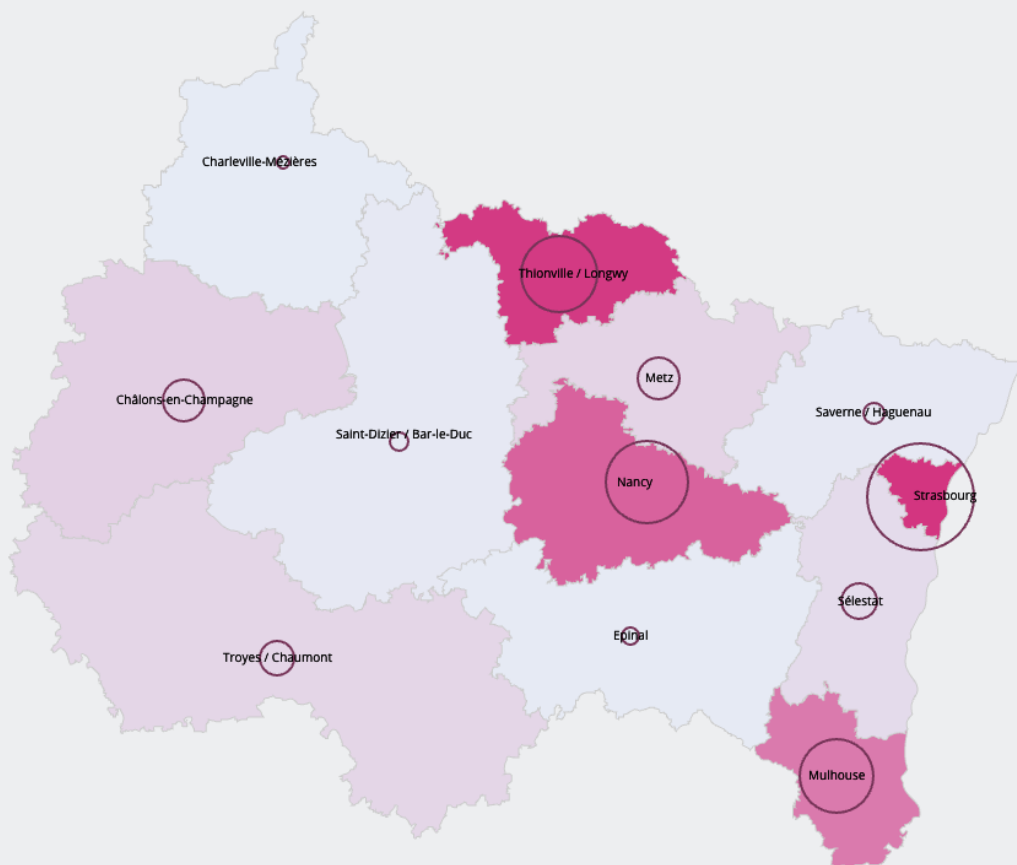 Charleville-Mézières
Thionville / Longwy
Metz
Châlons-en-Champagne
Saverne / Haguenau
Saint-Dizier / Bar-le-Duc
Nancy
Strasbourg
Sélestat
Epinal
Troyes / Chaumont
Mulhouse